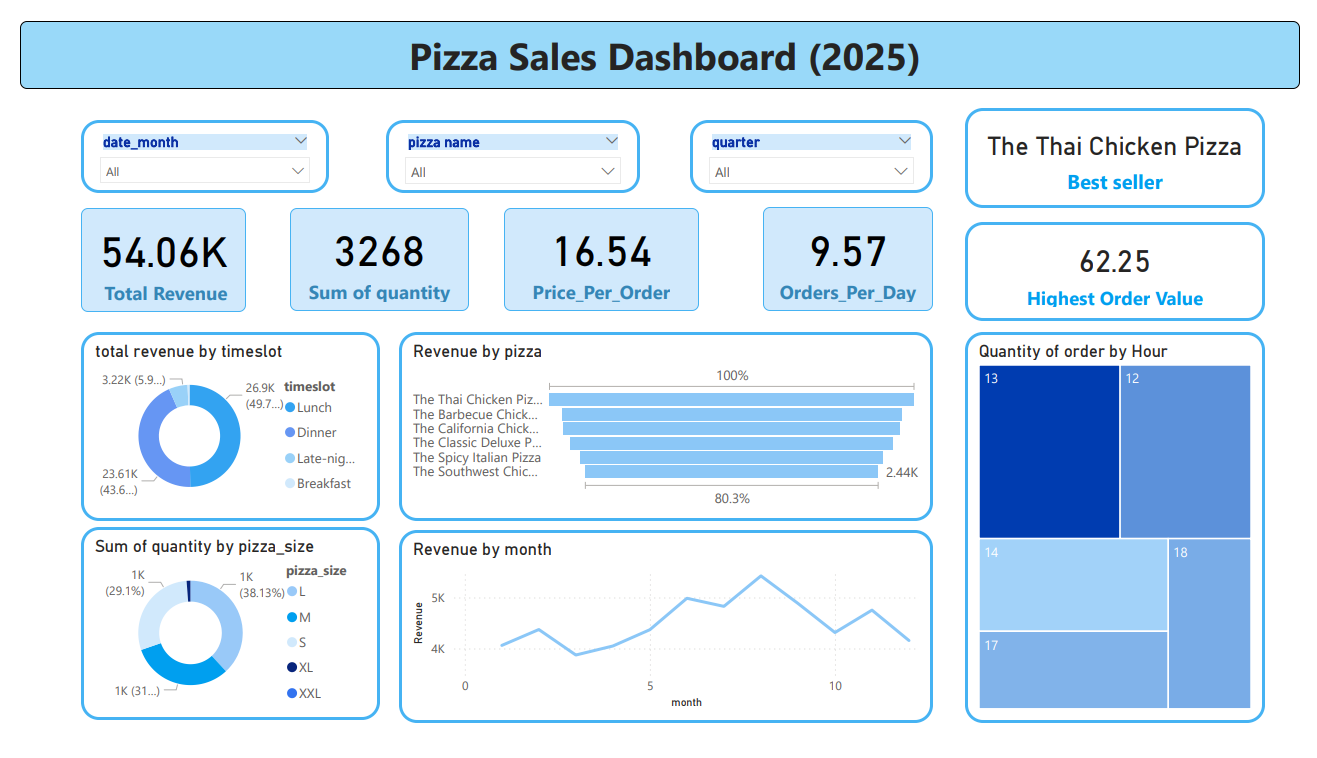 Pizza Sales Dashboard (2025)
date_month
All
pizza name
All
quarter
All
The Thai Chicken Pizza
Best seller
54.06K
Total Revenue
3268
Sum of quantity
16.54
Price_Per_Order
9.57
Orders_Per_Day
62.25
Highest Order Value
total revenue by timeslot
3.22K (5.9...)
26.9K
(49.7...)
23.61K
(43.6...)
timeslot
Lunch
Dinner
Late-nig...
Breakfast
Revenue by pizza
100%
The Thai Chicken Piz...
The Barbecue Chick...
The California Chick...
The Classic Deluxe P...
The Spicy Italian Pizza
The Southwest Chic...
2.44K
80.3%
Quantity of order by Hour
13
12
14
18
17
Sum of quantity by pizza_size
1K
(29.1%)
1K
(38.13%)
1K (31...)
pizza_size
L
M
S
XL
XXL
Revenue by month
Revenue
5K
4K
0
5
10
month